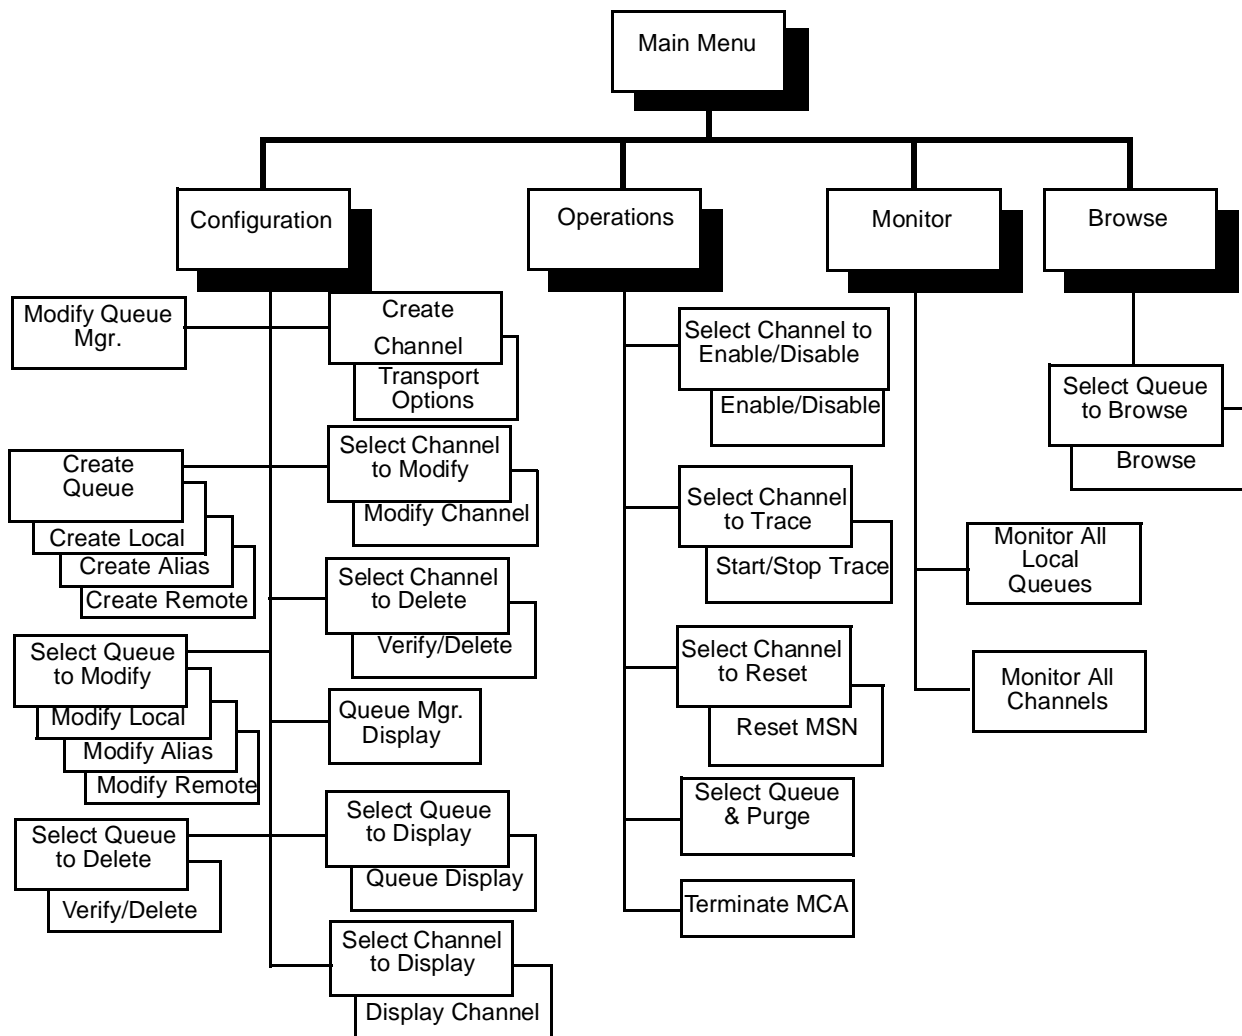 Main Menu
Configuration
Operations
Monitor
Browse
Modify Queue
Mgr.
Create
Queue
Create Local
Create Alias
Create Remote
Select Queue
to Modify
Modify Local
Modify Alias
Modify Remote
Select Queue
to Delete
Verify/Delete
Create
Channel
Transport
Options
Select Channel
to Modify
Modify Channel
Select Channel
to Delete
Verify/Delete
Queue Mgr.
Display
Select Queue
to Display
Queue Display
Select Channel
to Display
Display Channel
Select Channel to
Enable/Disable
Enable/Disable
Select Channel
to Trace
Start/Stop Trace
Select Channel
to Reset
Reset MSN
Select Queue
& Purge
Terminate MCA
Monitor All
Local
Queues
Monitor All
Channels
Select Queue
to Browse
Browse